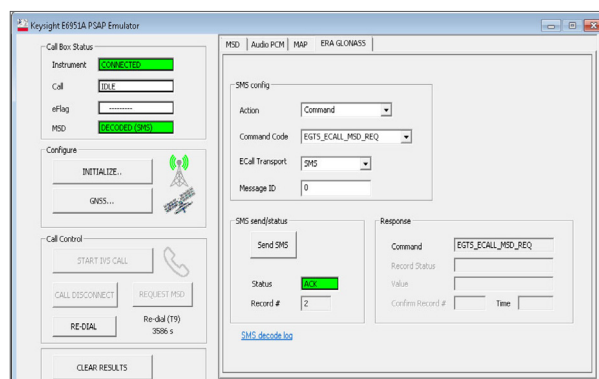 Keysight E6951A PSAP Emulator
Call Box Status
Instrument CONNECTED
Call IDLE
eFlag ---------
MSD DECODED (SMS)
Configure
INITIALIZE..
GNSS...
Call Control
START IVS CALL
CALL DISCONNECT REQUEST MSD
RE-DIAL Re-dial (T9)
3586 s
CLEAR RESULTS
MSD Audio PCM MAP ERA GLONASS
SMS config
Action Command
Command Code EGTS_ECALL_MSD_REQ
ECall Transport SMS
Message ID 0
SMS send/status
Send SMS
Status ACK
Record # 2
SMS decode log
Response
Command EGTS_ECALL_MSD_REQ
Record Status
Value
Confirm Record # Time